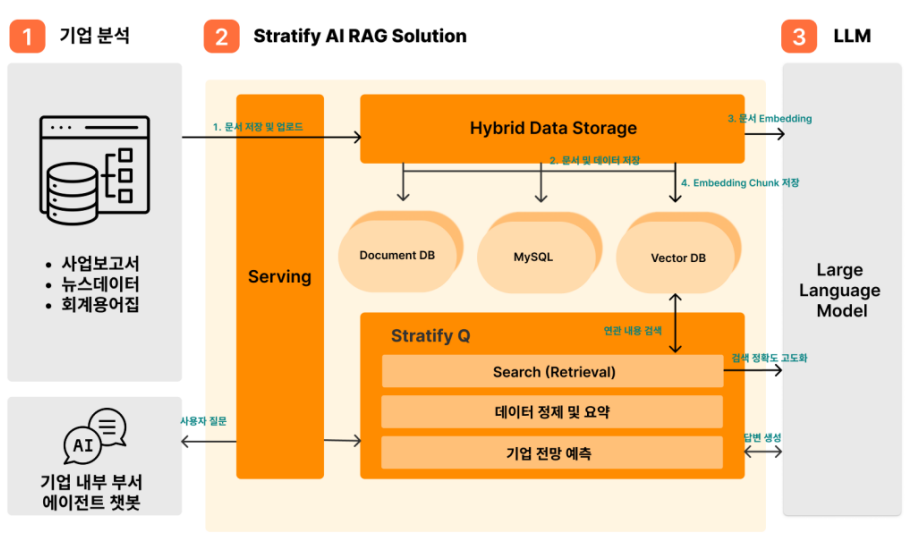 1 기업 분석
2 Stratify AI RAG Solution
3 LLM
1. 문서 저장 및 업로드
Hybrid Data Storage
3. 문서 Embedding
2. 문서 및 데이터 저장
4. Embedding Chunk 저장
사업보고서
뉴스데이터
회계용어집
Serving
Document DB
MySQL
Vector DB
Large
Language
Model
연관 내용 검색
Stratify Q
Search (Retrieval)
검색 정확도 고도화
데이터 정제 및 요약
기업 전망 예측
답변 생성
사용자 질문
AI
기업 내부 부서
에이전트 챗봇